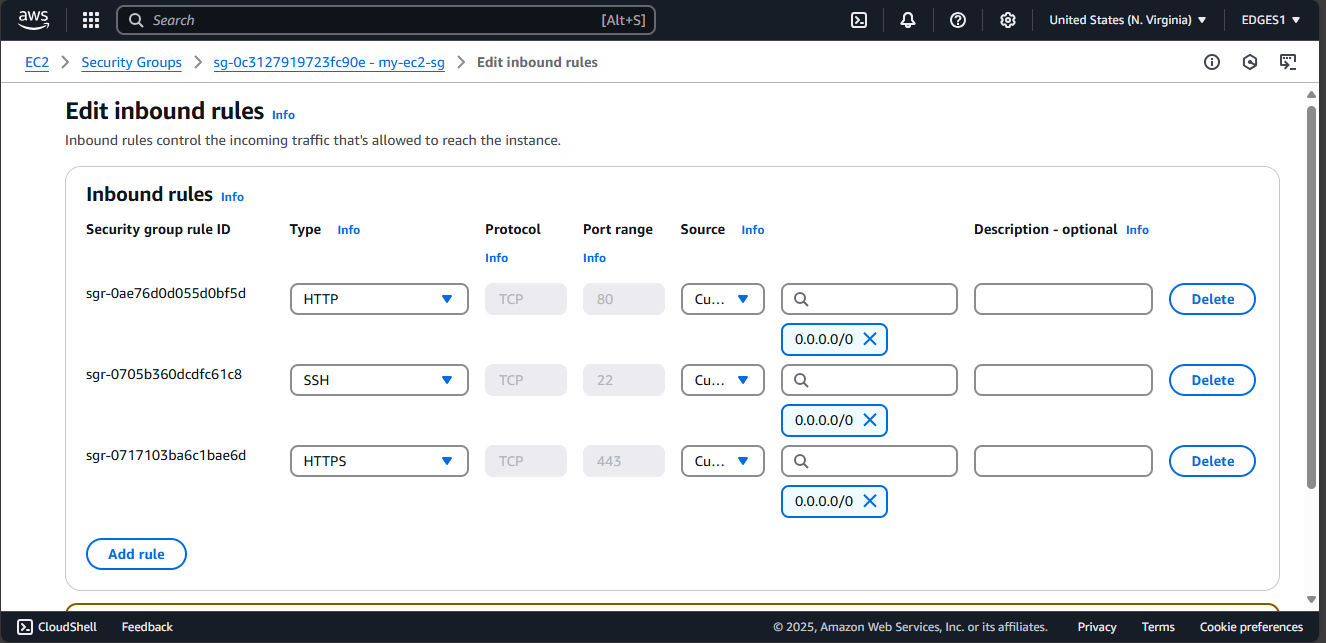 aws Search [Alt+S] United States (N. Virginia) EDGES1
EC2 Security Groups sg-0c3127919723fc90e - my-ec2-sg Edit inbound rules
Edit inbound rules Info
Inbound rules control the incoming traffic that's allowed to reach the instance.
Inbound rules Info
Security group rule ID Type Info Protocol Port range Source Info Description - optional Info
Info Info
sgr-0ae76d0d055d0bf5d HTTP TCP 80 Cu... Delete
0.0.0.0/0
sgr-0705b360dcdfc61c8 SSH TCP 22 Cu... Delete
0.0.0.0/0
sgr-0717103ba6c1bae6d HTTPS TCP 443 Cu... Delete
0.0.0.0/0
Add rule
CloudShell Feedback © 2025, Amazon Web Services, Inc. or its affiliates. Privacy Terms Cookie preferences